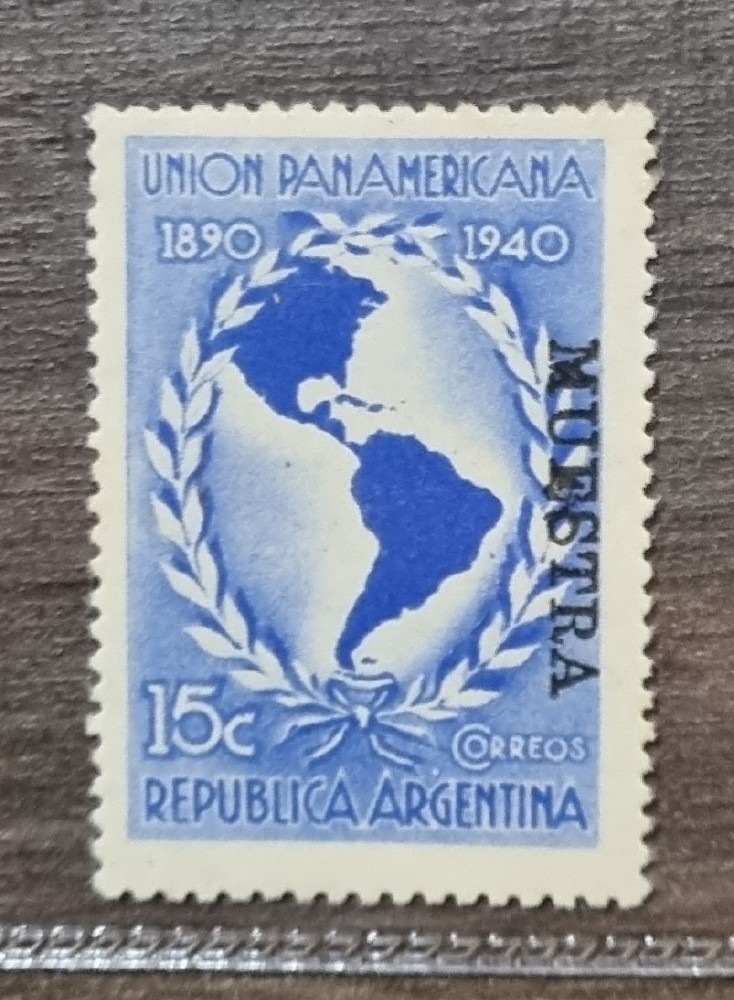 UNION PANAMERICANA
1890 1940
MUESTRA
15c
CORREOS
REPUBLICA ARGENTINA